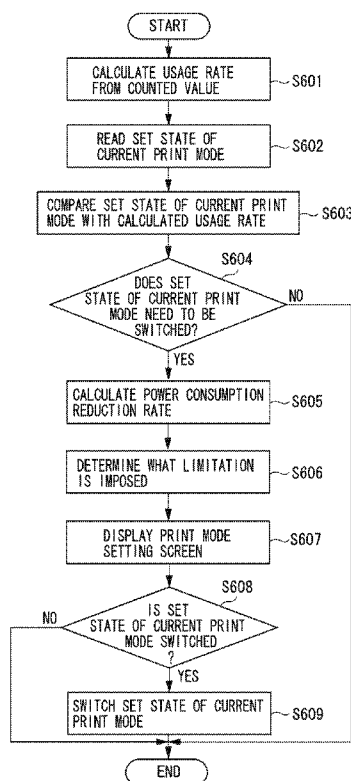 START
CALCULATE USAGE RATE
FROM COUNTED VALUE
S601
READ SET STATE OF
CURRENT PRINT MODE
S602
COMPARE SET STATE OF CURRENT PRINT
MODE WITH CALCULATED USAGE RATE
S603
S604
DOES SET
STATE OF CURRENT PRINT
MODE NEED TO BE
SWITCHED?
NO
YES
CALCULATE POWER CONSUMPTION
REDUCTION RATE
S605
DETERMINE WHAT LIMITATION
IS IMPOSED
S606
DISPLAY PRINT MODE
SETTING SCREEN
S607
S608
NO
IS SET
STATE OF CURRENT PRINT
MODE SWITCHED
?
YES
SWITCH SET STATE OF CURRENT
PRINT MODE
S609
END